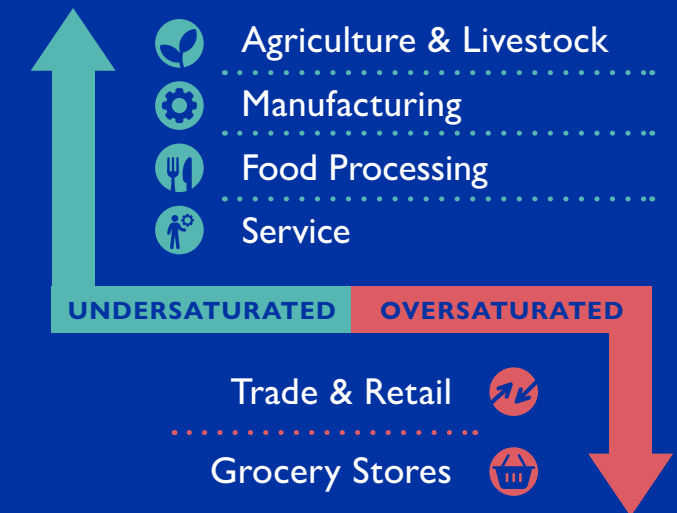 Agriculture & Livestock
Manufacturing
Food Processing
Service
UNDERSATURATED OVERSATURATED
Trade & Retail
Grocery Stores